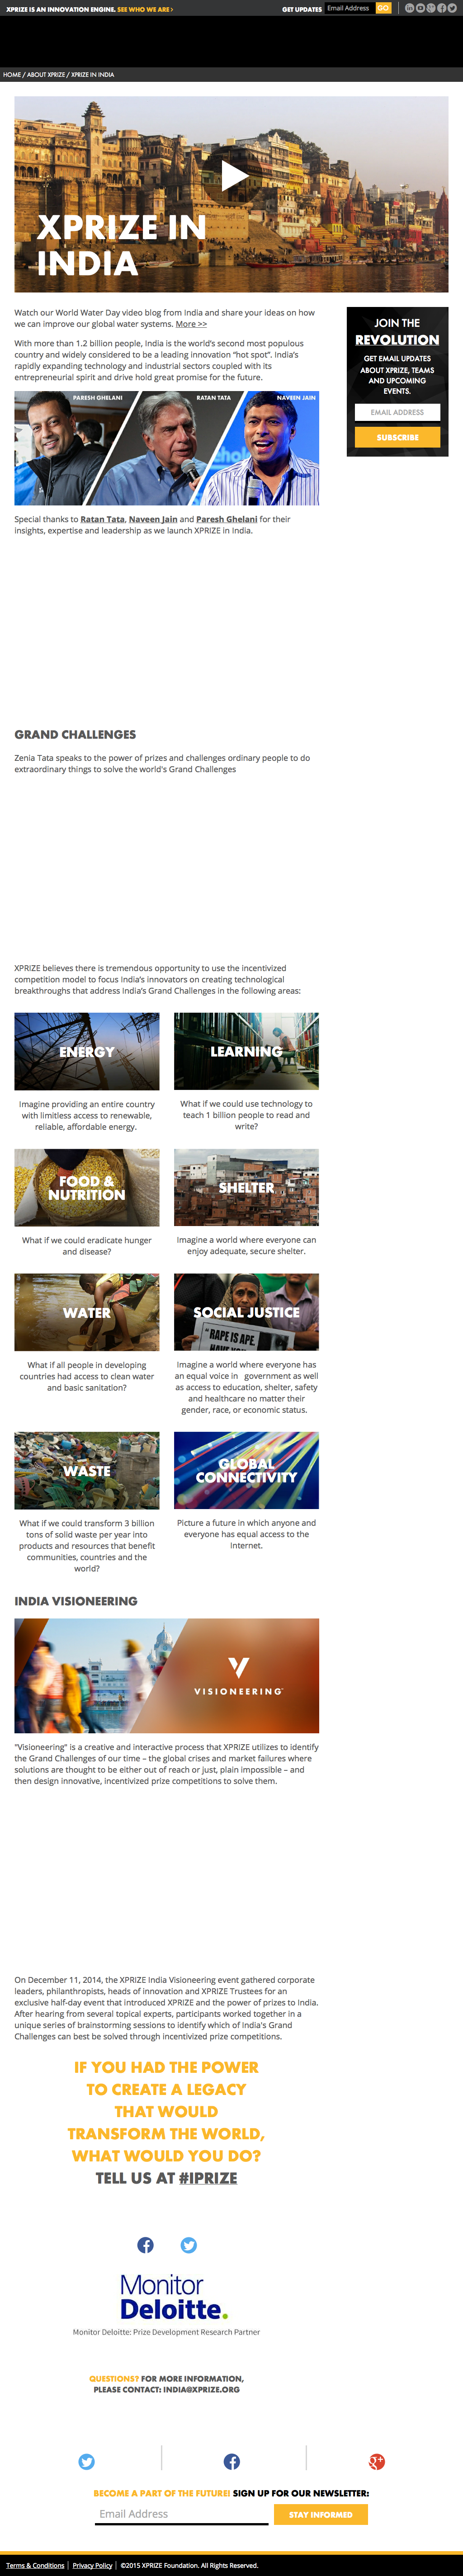 XPRIZE IS AN INNOVATION ENGINE. SEE WHO WE ARE >
GET UPDATES Email Address GO
HOME / ABOUT XPRIZE / XPRIZE IN INDIA
XPRIZE IN
INDIA
Watch our World Water Day video blog from India and share your ideas on how
we can improve our global water systems. More >>
With more than 1.2 billion people, India is the world's second most populous
country and widely considered to be a leading innovation "hot spot". India's
rapidly expanding technology and industrial sectors coupled with its
entrepreneurial spirit and drive hold great promise for the future.
JOIN THE
REVOLUTION
GET EMAIL UPDATES
ABOUT XPRIZE, TEAMS
AND UPCOMING
EVENTS.
EMAIL ADDRESS
SUBSCRIBE
PARESH GHELANI
RATAN TATA
NAVEEN JAIN
Special thanks to Ratan Tata, Naveen Jain and Paresh Ghelani for their
insights, expertise and leadership as we launch XPRIZE in India.
GRAND CHALLENGES
Zenia Tata speaks to the power of prizes and challenges ordinary people to do
extraordinary things to solve the world's Grand Challenges
XPRIZE believes there is tremendous opportunity to use the incentivized
competition model to focus India's innovators on creating technological
breakthroughs that address India's Grand Challenges in the following areas:
ENERGY
Imagine providing an entire country
with limitless access to renewable,
reliable, affordable energy.
LEARNING
What if we could use technology to
teach 1 billion people to read and
write?
FOOD &
NUTRITION
What if we could eradicate hunger
and disease?
SHELTER
Imagine a world where everyone can
enjoy adequate, secure shelter.
WATER
What if all people in developing
countries had access to clean water
and basic sanitation?
SOCIAL JUSTICE
"RAPE IS APE.
Imagine a world where everyone has
an equal voice in government as well
as access to education, shelter, safety
and healthcare no matter their
gender, race, or economic status.
WASTE
What if we could transform 3 billion
tons of solid waste per year into
products and resources that benefit
communities, countries and the
world?
GLOBAL
CONNECTIVITY
Picture a future in which anyone and
everyone has equal access to the
Internet.
INDIA VISIONEERING
VISIONEERING
"Visioneering" is a creative and interactive process that XPRIZE utilizes to identify
the Grand Challenges of our time – the global crises and market failures where
solutions are thought to be either out of reach or just, plain impossible – and
then design innovative, incentivized prize competitions to solve them.
On December 11, 2014, the XPRIZE India Visioneering event gathered corporate
leaders, philanthropists, heads of innovation and XPRIZE Trustees for an
exclusive half-day event that introduced XPRIZE and the power of prizes to India.
After hearing from several topical experts, participants worked together in a
unique series of brainstorming sessions to identify which of India's Grand
Challenges can best be solved through incentivized prize competitions.
IF YOU HAD THE POWER
TO CREATE A LEGACY
THAT WOULD
TRANSFORM THE WORLD,
WHAT WOULD YOU DO?
TELL US AT #IPRIZE
Monitor
Deloitte.
Monitor Deloitte: Prize Development Research Partner
QUESTIONS? FOR MORE INFORMATION,
PLEASE CONTACT: INDIA@XPRIZE.ORG
BECOME A PART OF THE FUTURE! SIGN UP FOR OUR NEWSLETTER:
Email Address
STAY INFORMED
Terms & Conditions | Privacy Policy | ©2015 XPRIZE Foundation. All Rights Reserved.